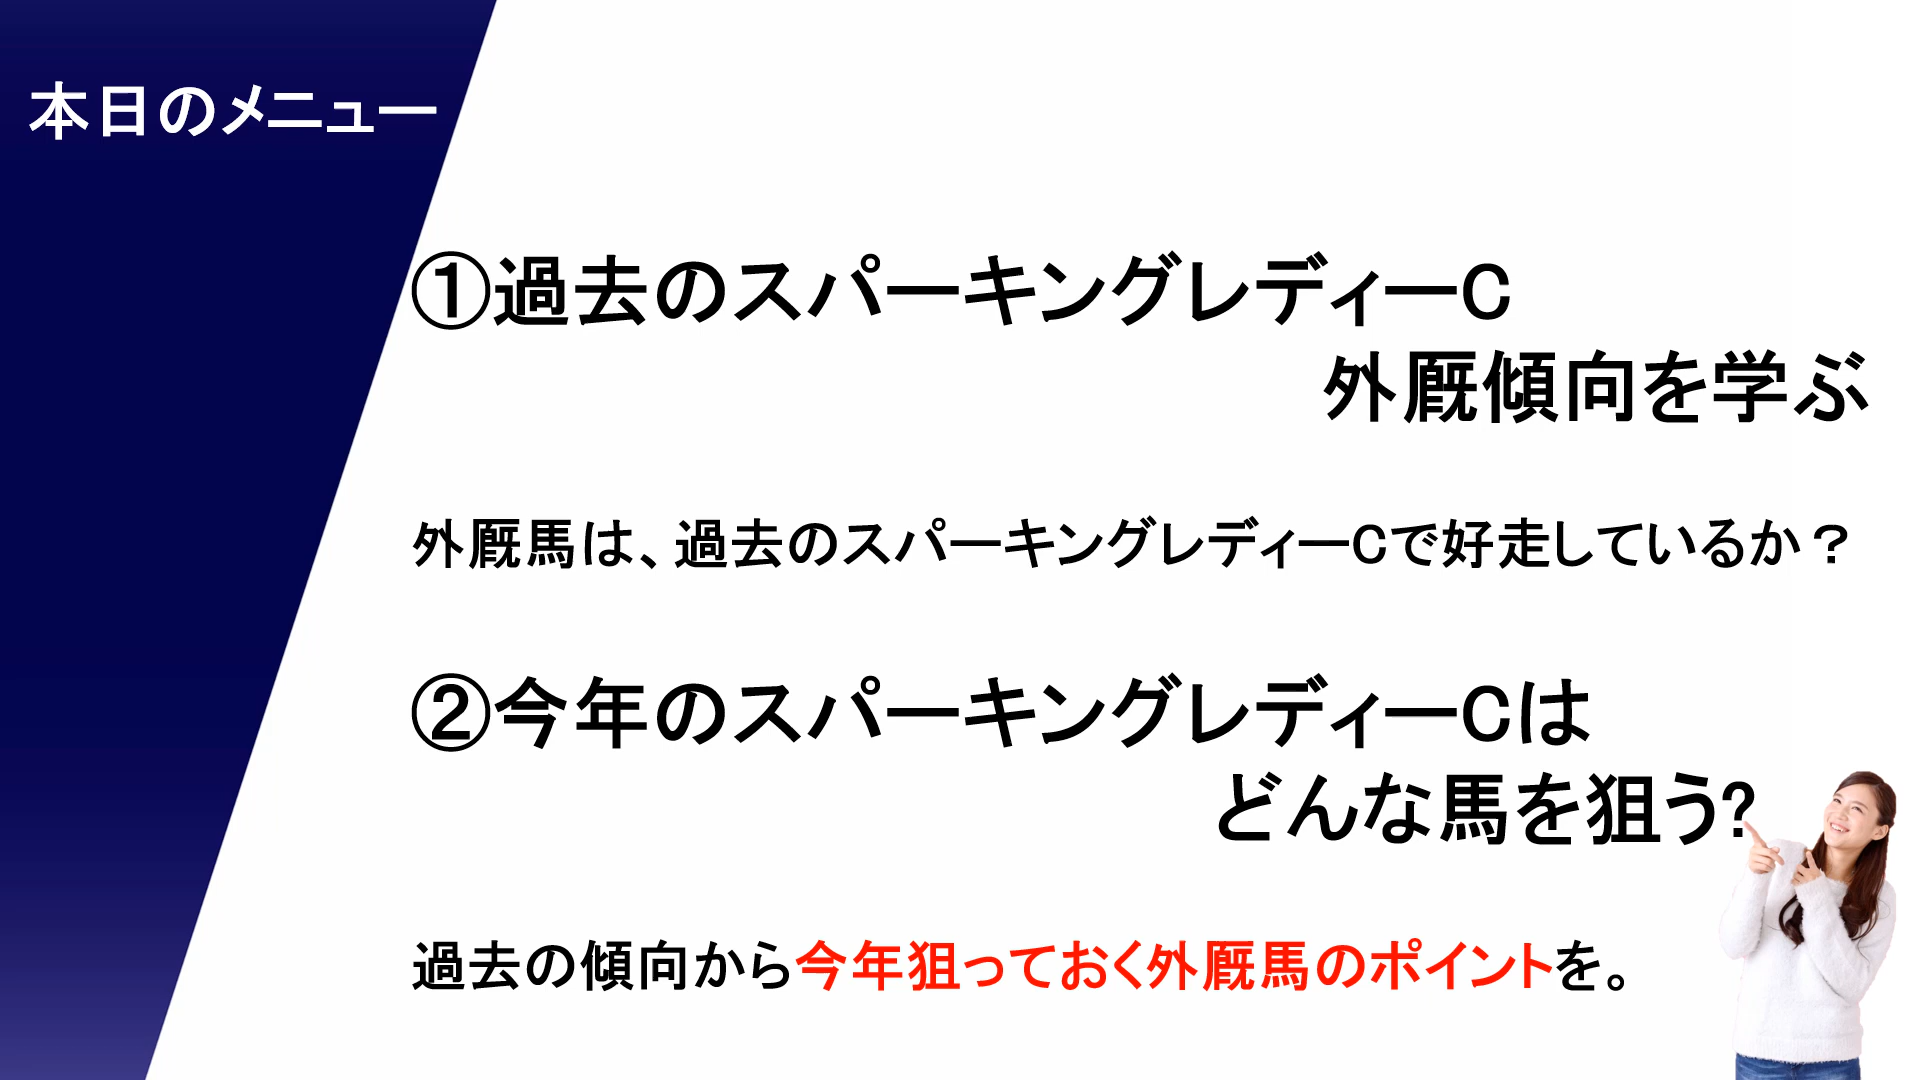 本日のメニュー
①過去のスパーキングレディーC
外厩傾向を学ぶ
外厩馬は、過去のスパーキングレディーCで好走しているか？
②今年のスパーキングレディーCは
どんな馬を狙う?
過去の傾向から今年狙っておく外厩馬のポイントを。